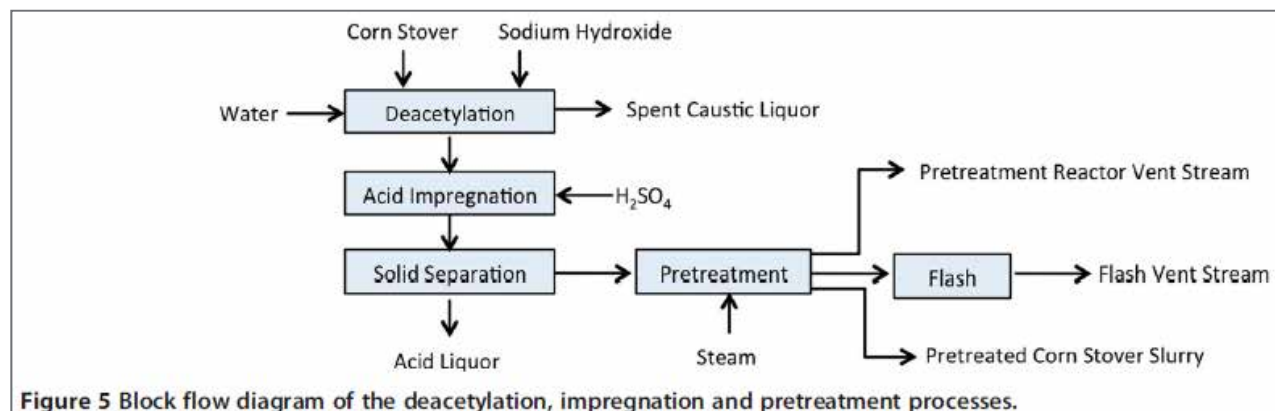 Corn Stover
Sodium Hydroxide
Water
Deacetylation
Spent Caustic Liquor
Acid Impregnation
H₂SO₄
Pretreatment Reactor Vent Stream
Solid Separation
Pretreatment
Flash
Flash Vent Stream
Acid Liquor
Steam
Pretreated Corn Stover Slurry
Figure 5 Block flow diagram of the deacetylation, impregnation and pretreatment processes.